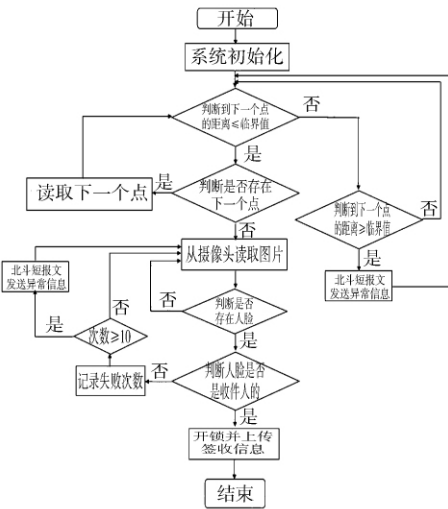 开始
系统初始化
判断到下一个点
的距离≤临界值
否
是
读取下一个点
是
判断是否存在
下一个点
判断到下一个点
的距离≥临界值
否
否
是
从摄像头读取图片
北斗短报文
发送异常信息
北斗短报文
发送异常信息
否
否
判断是否
存在人脸
是
次数≥10
是
记录失败次数
否
判断人脸是否
是收件人的
是
开锁并上传
签收信息
结束